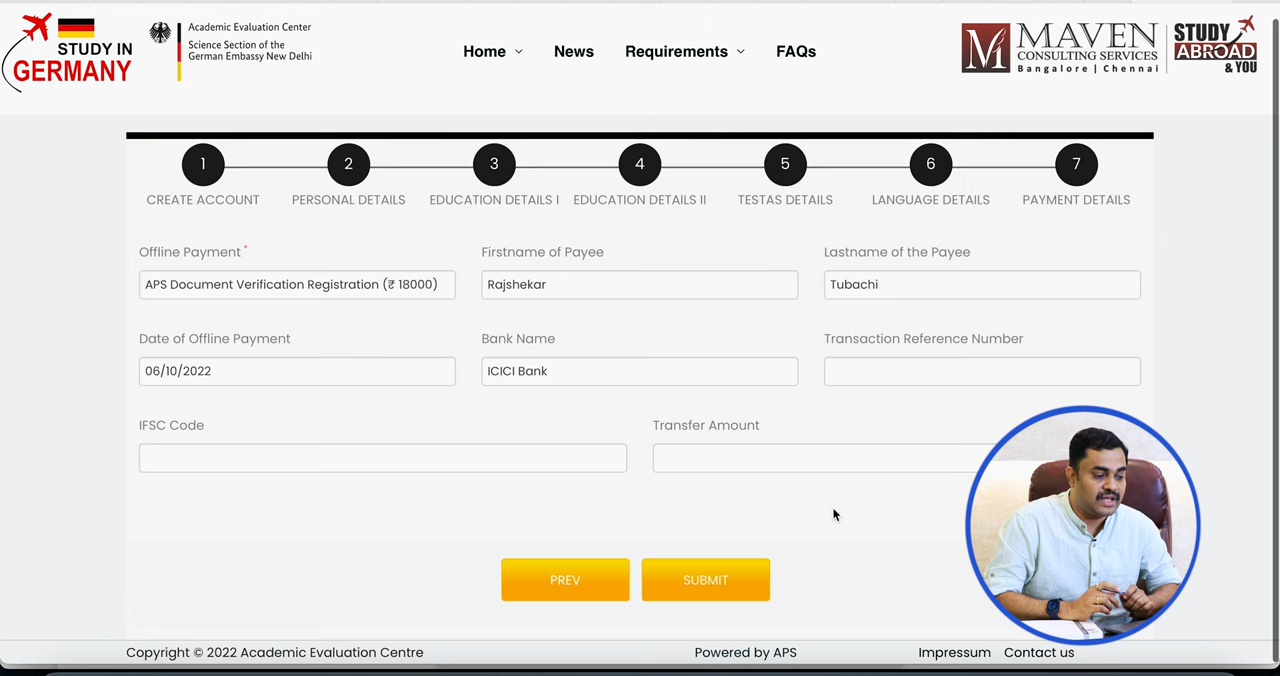 STUDY IN
GERMANY
Academic Evaluation Center
Science Section of the
German Embassy New Delhi
Home
News
Requirements
FAQs
M
MAVEN
CONSULTING SERVICES
Bangalore | Chennai
STUDY
ABROAD
& YOU
1
2
3
4
5
6
7
CREATE ACCOUNT
PERSONAL DETAILS
EDUCATION DETAILS I
EDUCATION DETAILS II
TESTAS DETAILS
LANGUAGE DETAILS
PAYMENT DETAILS
Offline Payment *
Firstname of Payee
Lastname of the Payee
APS Document Verification Registration (₹ 18000)
Rajshekar
Tubachi
Date of Offline Payment
Bank Name
Transaction Reference Number
06/10/2022
ICICI Bank
IFSC Code
Transfer Amount
PREV
SUBMIT
Copyright © 2022 Academic Evaluation Centre
Powered by APS
Impressum
Contact us